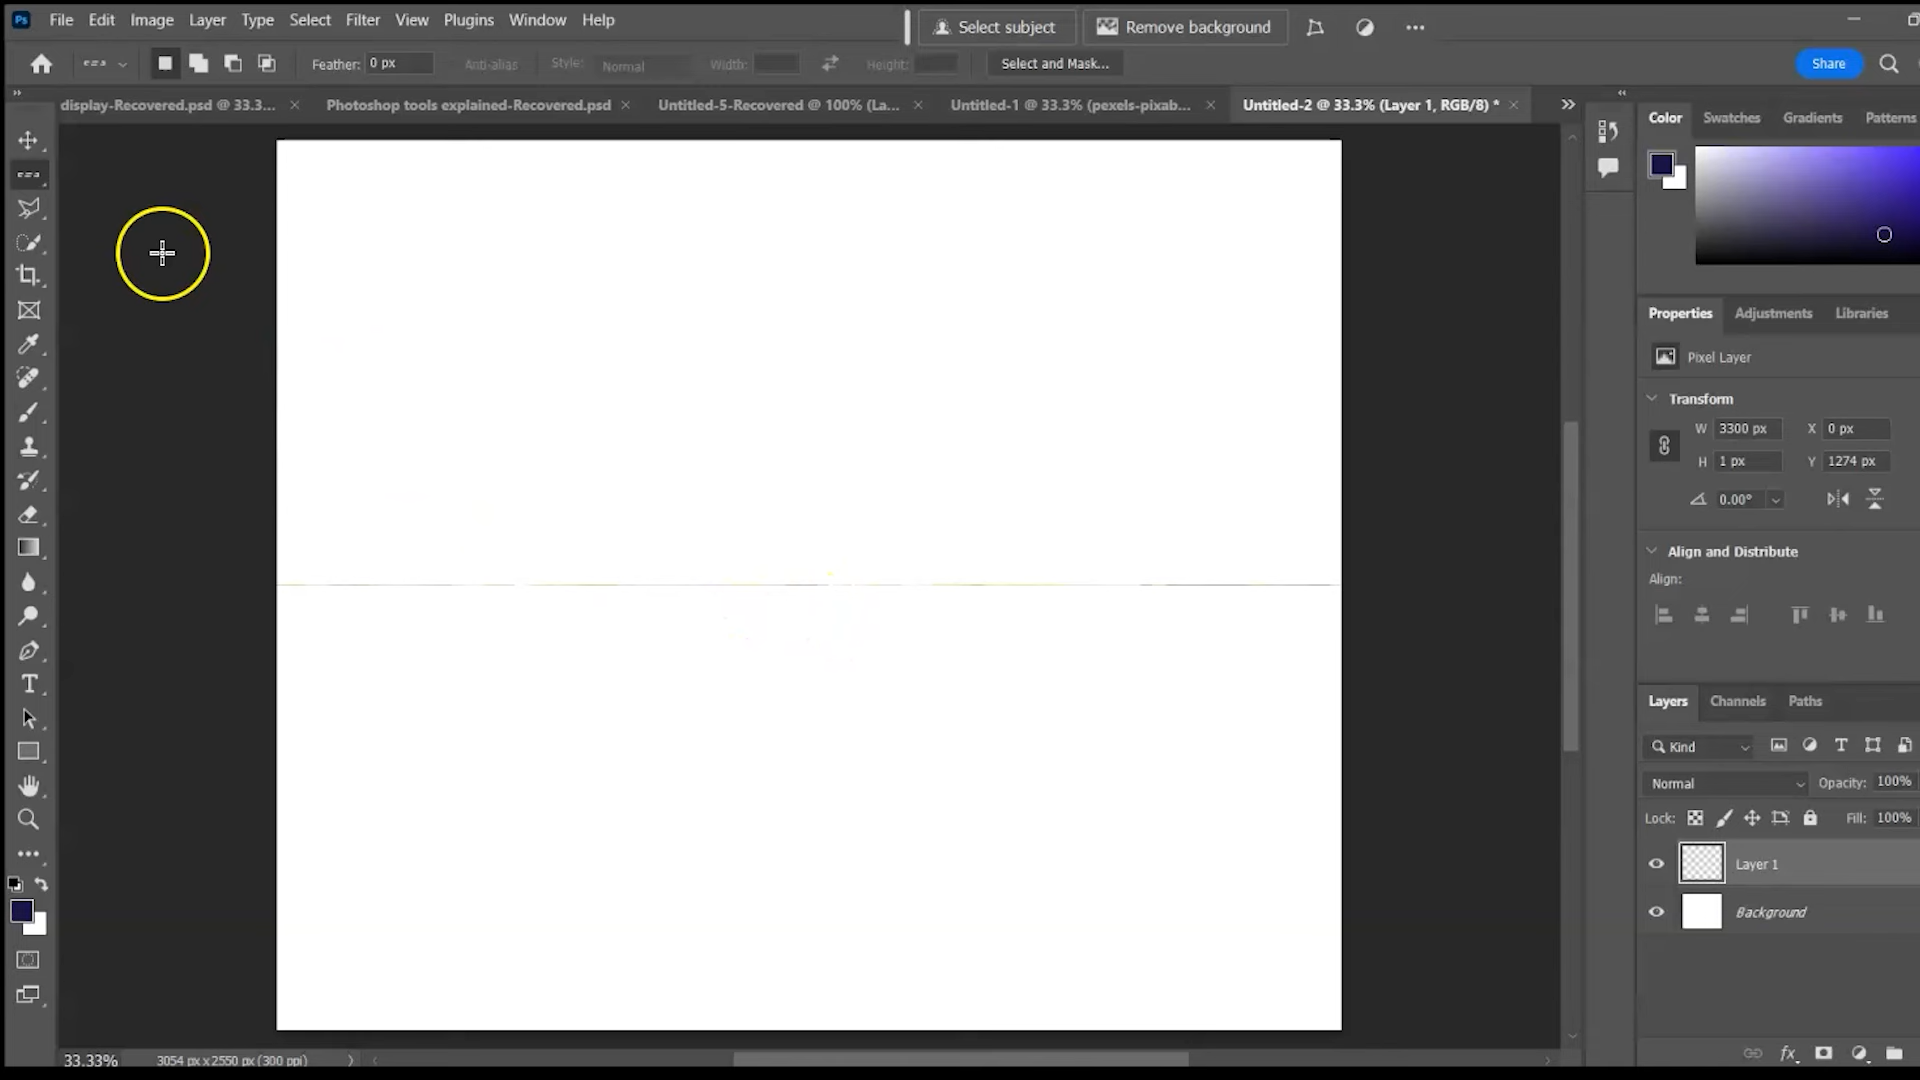 Ps File Edit Image Layer Type Select Filter View Plugins Window Help
Select subject Remove background
Feather: 0 px Anti-alias Style: Normal Width: Height: Select and Mask... Share
display-Recovered.psd @ 33.3... Photoshop tools explained-Recovered.psd Untitled-5-Recovered @ 100% (La... Untitled-1 @ 33.3% (pexels-pixab... Untitled-2 @ 33.3% (Layer 1, RGB/8) *
Color Swatches Gradients Patterns
Properties Adjustments Libraries
Pixel Layer
Transform
W 3300 px X 0 px
H 1 px Y 1274 px
0.00°
Align and Distribute
Align:
Layers Channels Paths
Kind
Normal Opacity: 100%
Lock: Fill: 100%
Layer 1
Background
fx
33.33% 3054 px x 2550 px (300 ppi)